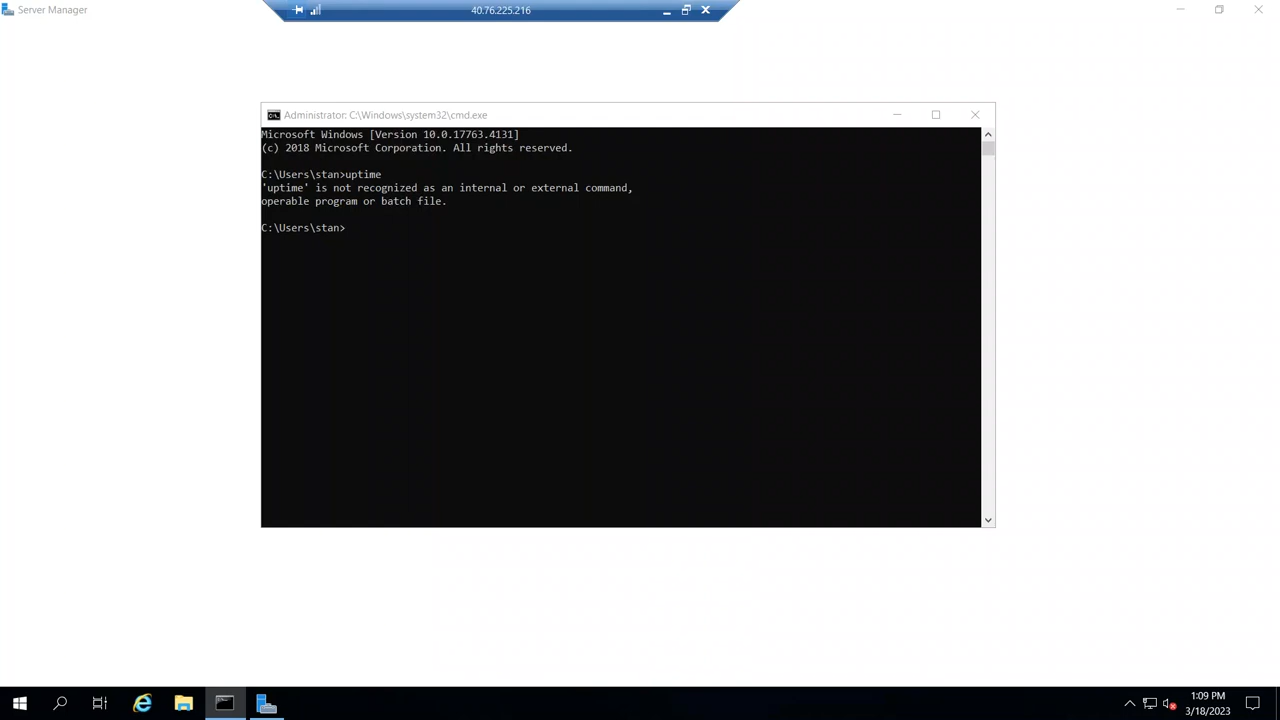 Server Manager
40.76.225.216
Administrator: C:\Windows\system32\cmd.exe
Microsoft Windows [Version 10.0.17763.4131]
(c) 2018 Microsoft Corporation. All rights reserved.
C:\Users\stan>uptime
'uptime' is not recognized as an internal or external command,
operable program or batch file.
C:\Users\stan>
1:09 PM
3/18/2023